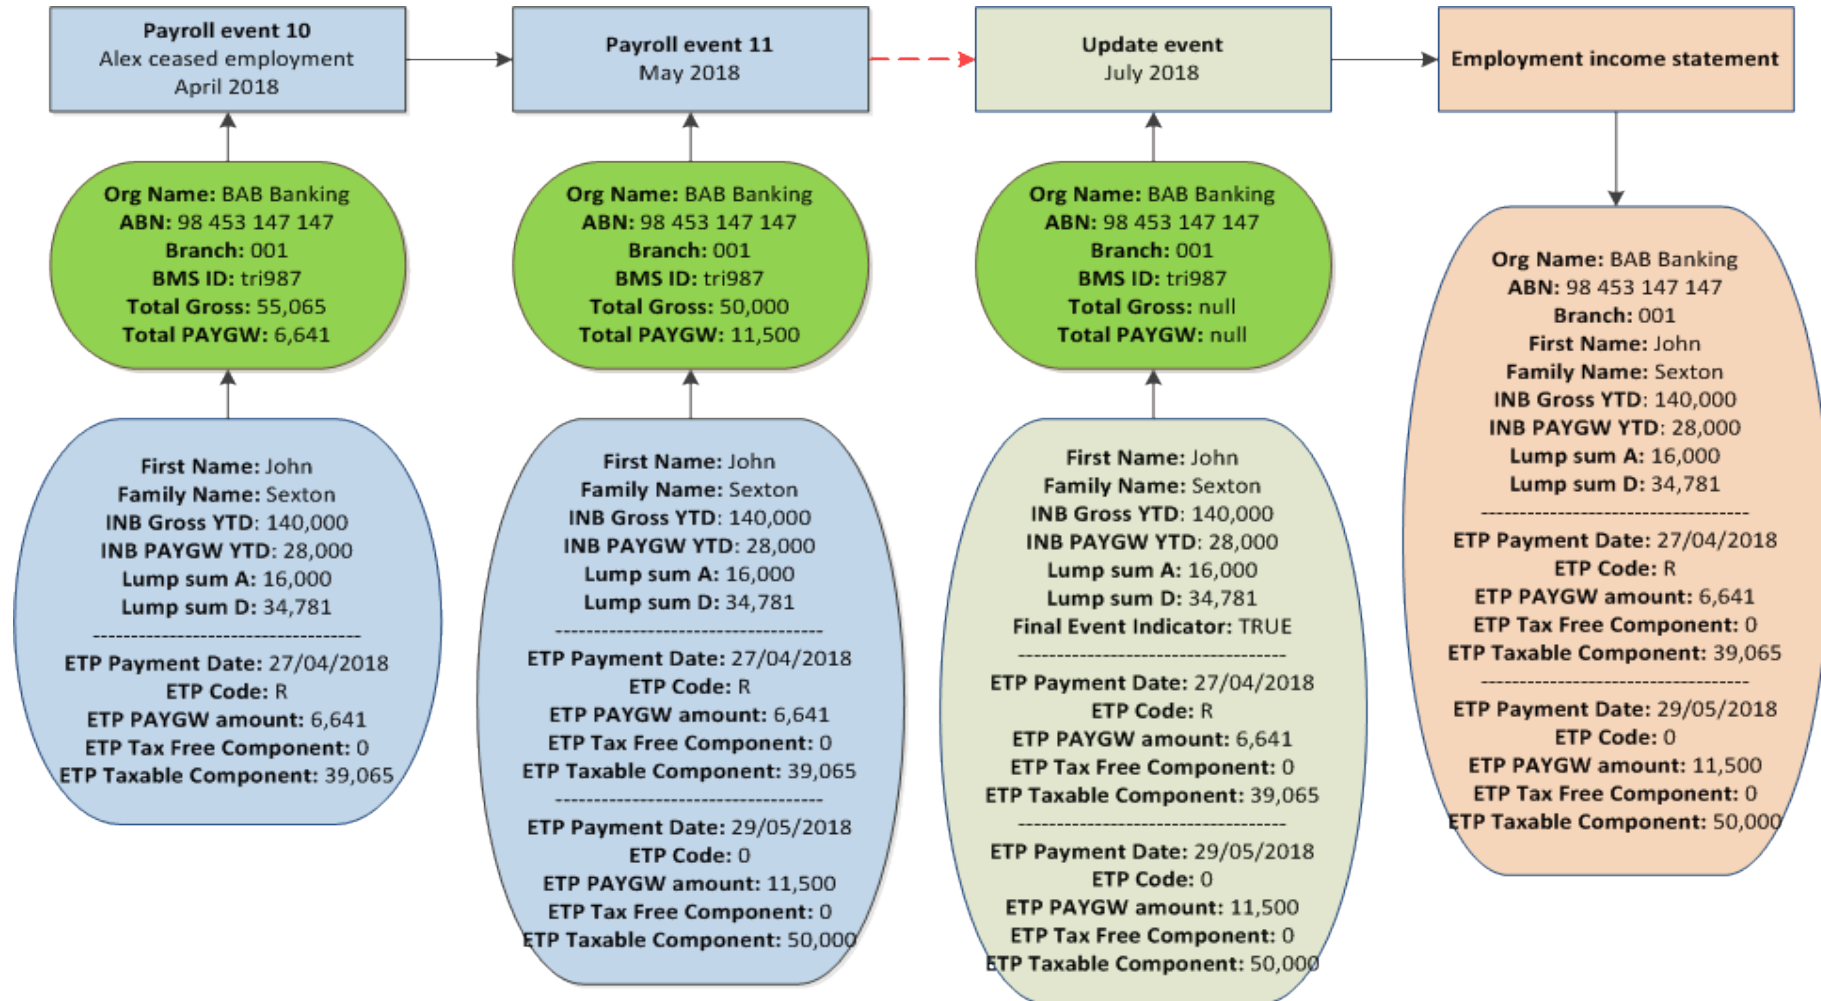 Payroll event 10
Alex ceased employment
April 2018
Payroll event 11
May 2018
Update event
July 2018
Employment income statement
Org Name: BAB Banking
ABN: 98 453 147 147
Branch: 001
BMS ID: tri987
Total Gross: 55,065
Total PAYGW: 6,641
Org Name: BAB Banking
ABN: 98 453 147 147
Branch: 001
BMS ID: tri987
Total Gross: 50,000
Total PAYGW: 11,500
Org Name: BAB Banking
ABN: 98 453 147 147
Branch: 001
BMS ID: tri987
Total Gross: null
Total PAYGW: null
First Name: John
Family Name: Sexton
INB Gross YTD: 140,000
INB PAYGW YTD: 28,000
Lump sum A: 16,000
Lump sum D: 34,781
-----------------------------------
ETP Payment Date: 27/04/2018
ETP Code: R
ETP PAYGW amount: 6,641
ETP Tax Free Component: 0
ETP Taxable Component: 39,065
First Name: John
Family Name: Sexton
INB Gross YTD: 140,000
INB PAYGW YTD: 28,000
Lump sum A: 16,000
Lump sum D: 34,781
-----------------------------------
ETP Payment Date: 27/04/2018
ETP Code: R
ETP PAYGW amount: 6,641
ETP Tax Free Component: 0
ETP Taxable Component: 39,065
-----------------------------------
ETP Payment Date: 29/05/2018
ETP Code: 0
ETP PAYGW amount: 11,500
ETP Tax Free Component: 0
ETP Taxable Component: 50,000
First Name: John
Family Name: Sexton
INB Gross YTD: 140,000
INB PAYGW YTD: 28,000
Lump sum A: 16,000
Lump sum D: 34,781
Final Event Indicator: TRUE
-----------------------------------
ETP Payment Date: 27/04/2018
ETP Code: R
ETP PAYGW amount: 6,641
ETP Tax Free Component: 0
ETP Taxable Component: 39,065
-----------------------------------
ETP Payment Date: 29/05/2018
ETP Code: 0
ETP PAYGW amount: 11,500
ETP Tax Free Component: 0
ETP Taxable Component: 50,000
Org Name: BAB Banking
ABN: 98 453 147 147
Branch: 001
First Name: John
Family Name: Sexton
INB Gross YTD: 140,000
INB PAYGW YTD: 28,000
Lump sum A: 16,000
Lump sum D: 34,781
-----------------------------------
ETP Payment Date: 27/04/2018
ETP Code: R
ETP PAYGW amount: 6,641
ETP Tax Free Component: 0
ETP Taxable Component: 39,065
-----------------------------------
ETP Payment Date: 29/05/2018
ETP Code: 0
ETP PAYGW amount: 11,500
ETP Tax Free Component: 0
ETP Taxable Component: 50,000